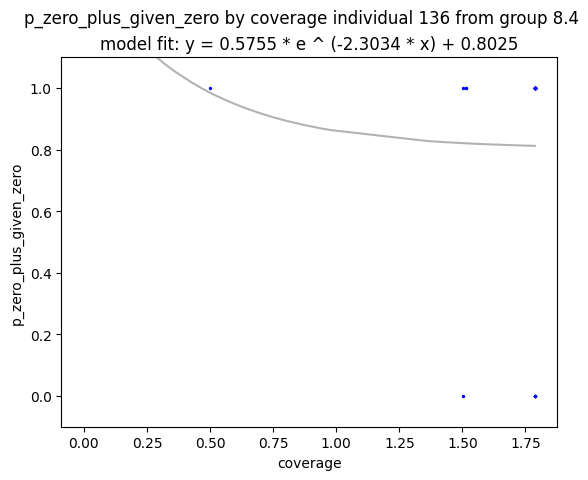 p_zero_plus_given_zero by coverage individual 136 from group 8.4
model fit: y = 0.5755 * e ^ (-2.3034 * x) + 0.8025
1.0
0.8
0.6
0.4
0.2
0.0
p_zero_plus_given_zero
0.00 0.25 0.50 0.75 1.00 1.25 1.50 1.75
coverage